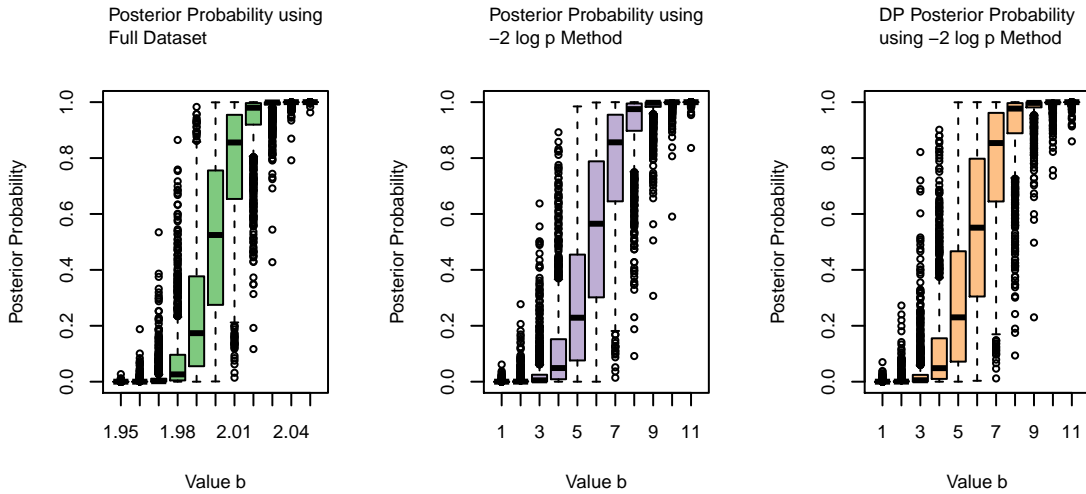 Posterior Probability using
Full Dataset
Posterior Probability
1.0
0.8
0.6
0.4
0.2
0.0
1.95 1.98 2.01 2.04
Value b
Posterior Probability using
−2 log p Method
Posterior Probability
1.0
0.8
0.6
0.4
0.2
0.0
1 3 5 7 9 11
Value b
DP Posterior Probability
using −2 log p Method
Posterior Probability
1.0
0.8
0.6
0.4
0.2
0.0
1 3 5 7 9 11
Value b